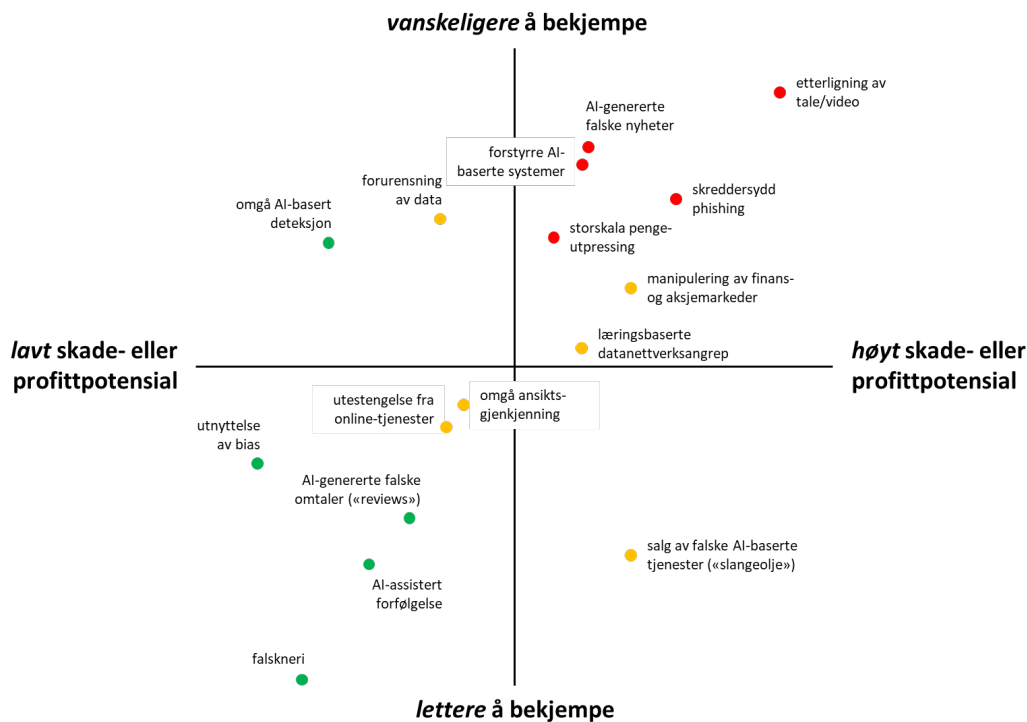 vanskeligere å bekjempe
etterligning av
tale/video
AI-genererte
falske nyheter
forstyrre AI-
baserte systemer
forurensning
av data
skreddersydd
phishing
omgå AI-basert
deteksjon
storskala penge-
utpressing
manipulering av finans-
og aksjemarkeder
læringsbaserte
datanettverksangrep
lavt skade- eller
profittpotensial
høyt skade- eller
profittpotensial
utestengelse fra
online-tjenester
omgå ansikts-
gjenkjenning
utnyttelse
av bias
AI-genererte falske
omtaler («reviews»)
salg av falske AI-baserte
tjenester («slangeolje»)
AI-assistert
forfølgelse
falskneri
lettere å bekjempe